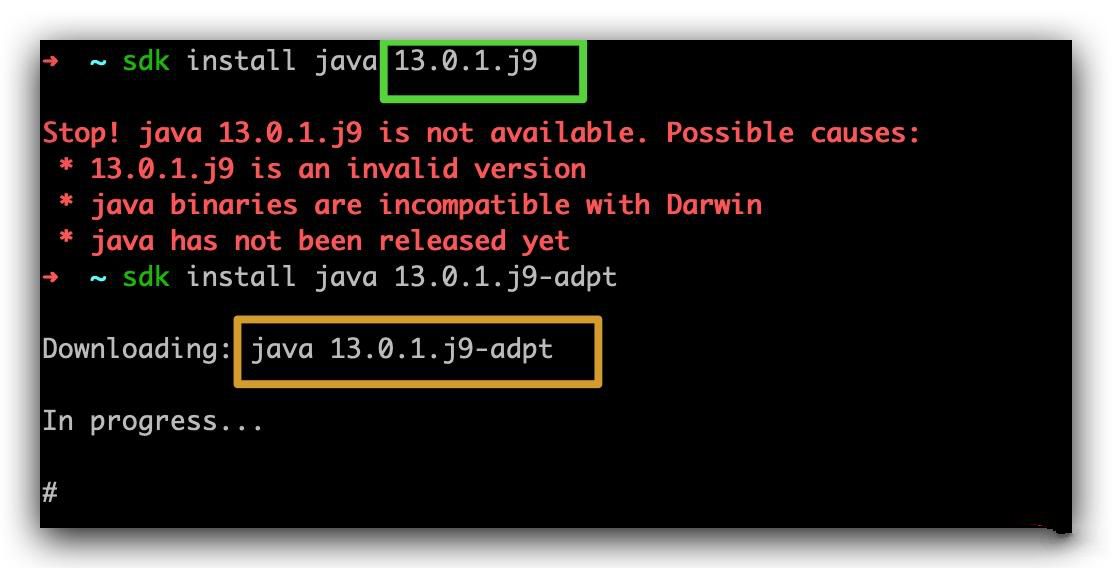 ➜ ~ sdk install java 13.0.1.j9
Stop! java 13.0.1.j9 is not available. Possible causes:
* 13.0.1.j9 is an invalid version
* java binaries are incompatible with Darwin
* java has not been released yet
➜ ~ sdk install java 13.0.1.j9-adpt
Downloading: java 13.0.1.j9-adpt
In progress...
#